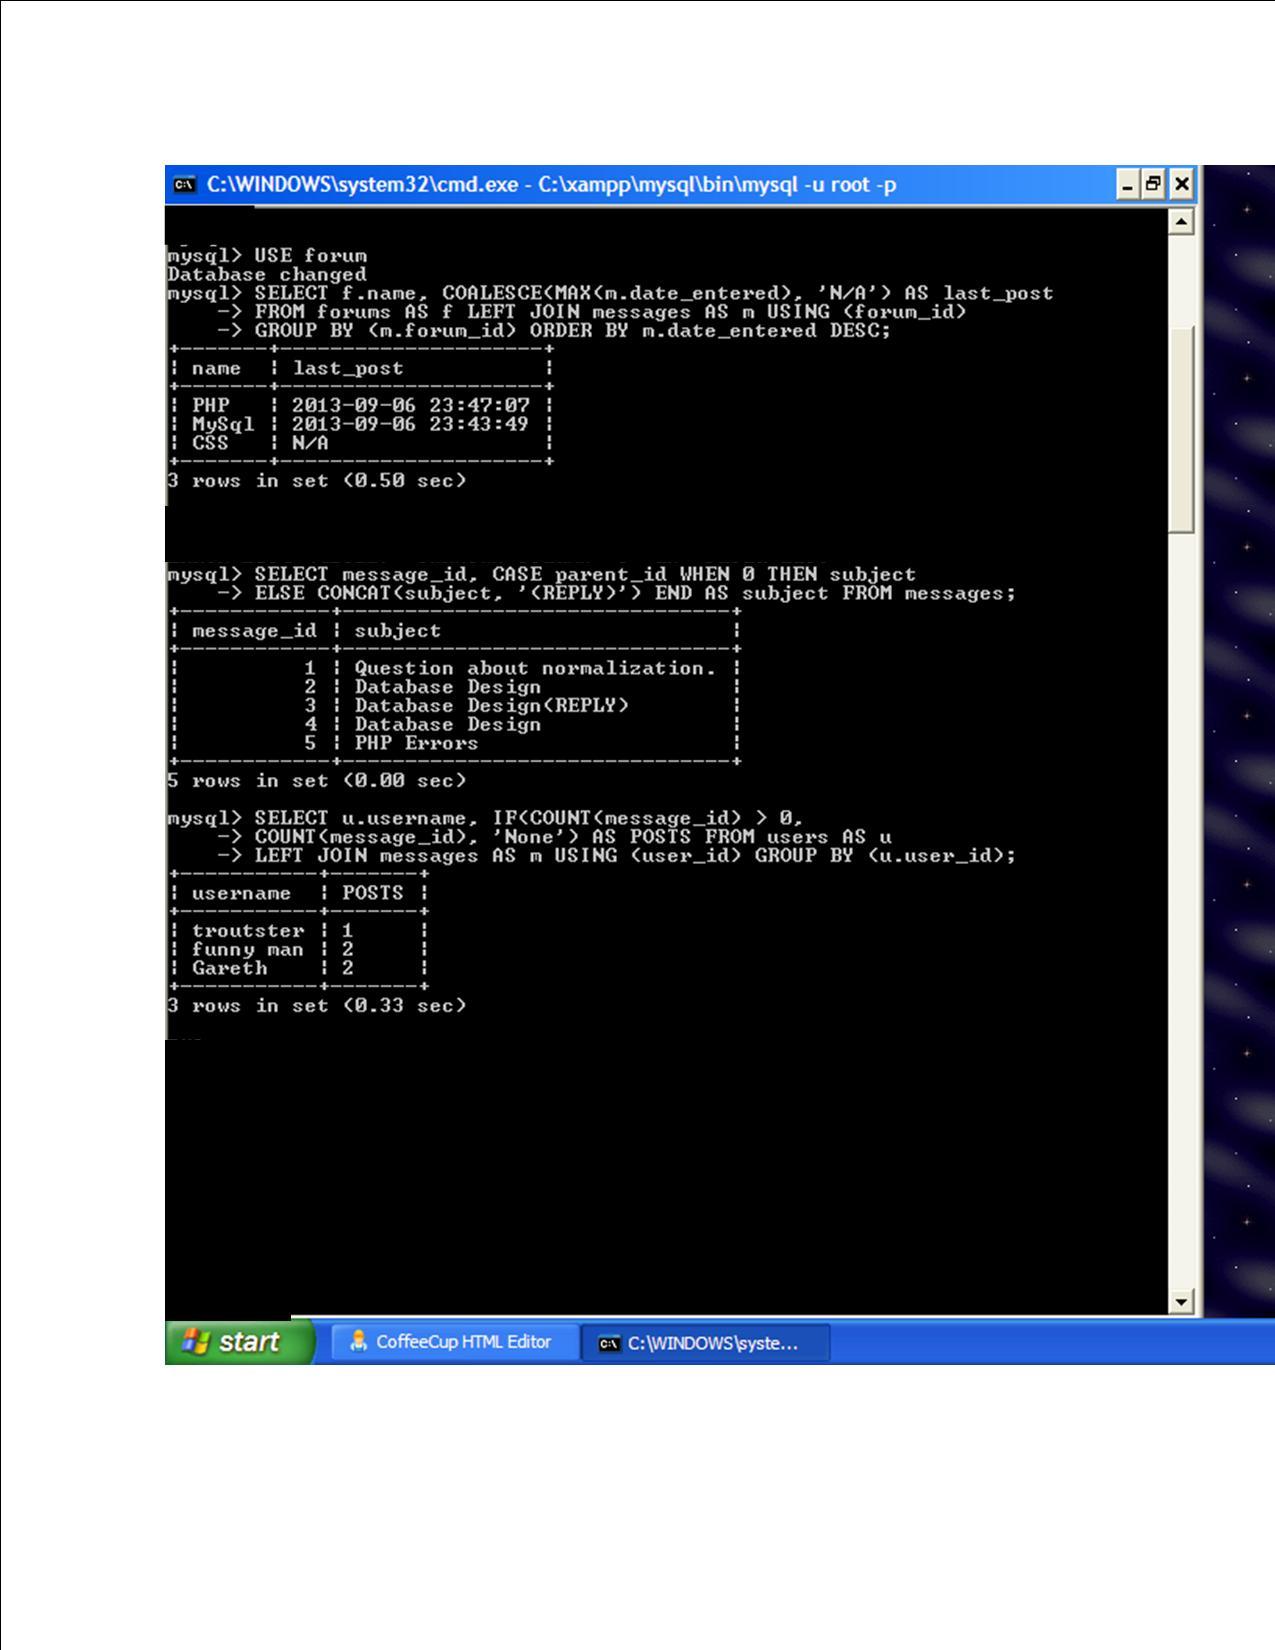 C:\WINDOWS\system32\cmd.exe - C:\xampp\mysql\bin\mysql -u root -p
mysql> USE forum
Database changed
mysql> SELECT f.name, COALESCE(MAX(m.date_entered), 'N/A') AS last_post
    -> FROM forums AS f LEFT JOIN messages AS m USING (forum_id)
    -> GROUP BY (m.forum_id) ORDER BY m.date_entered DESC;
+-------+---------------------+
| name  | last_post           |
+-------+---------------------+
| PHP   | 2013-09-06 23:47:07 |
| MySql | 2013-09-06 23:43:49 |
| CSS   | N/A                 |
+-------+---------------------+
3 rows in set (0.50 sec)
mysql> SELECT message_id, CASE parent_id WHEN 0 THEN subject
    -> ELSE CONCAT(subject, '(REPLY)') END AS subject FROM messages;
+------------+-------------------------------+
| message_id | subject                       |
+------------+-------------------------------+
|          1 | Question about normalization. |
|          2 | Database Design               |
|          3 | Database Design(REPLY)        |
|          4 | Database Design               |
|          5 | PHP Errors                    |
+------------+-------------------------------+
5 rows in set (0.00 sec)
mysql> SELECT u.username, IF(COUNT(message_id) > 0,
    -> COUNT(message_id), 'None') AS POSTS FROM users AS u
    -> LEFT JOIN messages AS m USING (user_id) GROUP BY (u.user_id);
+-----------+-------+
| username  | POSTS |
+-----------+-------+
| troutster | 1     |
| funny man | 2     |
| Gareth    | 2     |
+-----------+-------+
3 rows in set (0.33 sec)
start
CoffeeCup HTML Editor
C:\WINDOWS\syste...